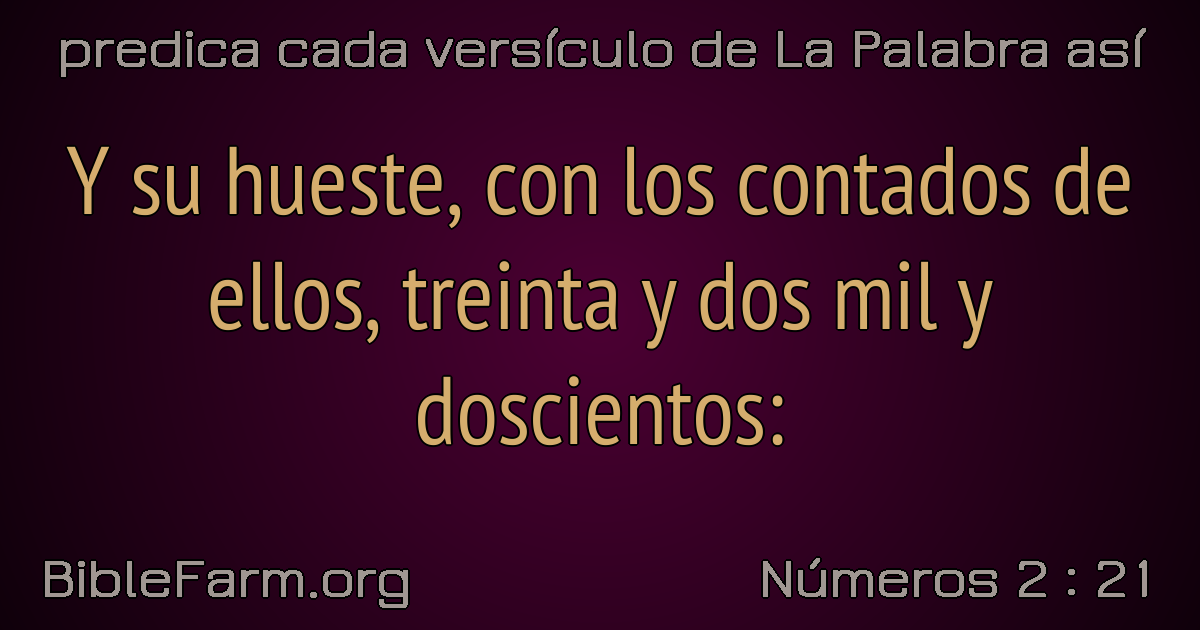 predica cada versículo de La Palabra así
Y su hueste, con los contados de
ellos, treinta y dos mil y
doscientos:
BibleFarm.org
Números 2 : 21